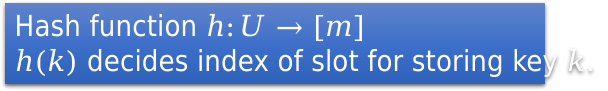 Hash function h: U → [m]
h(k) decides index of slot for storing key k.